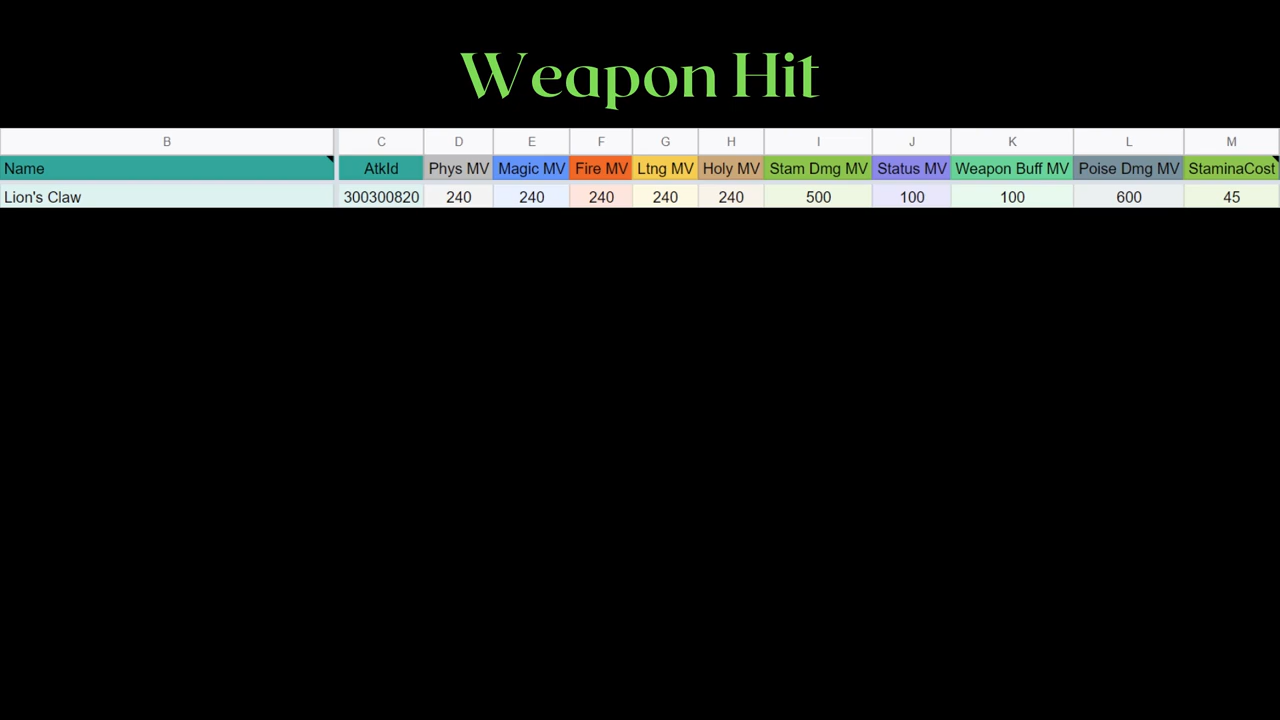 Weapon Hit
B C D E F G H I J K L M
Name AtkId Phys MV Magic MV Fire MV Ltng MV Holy MV Stam Dmg MV Status MV Weapon Buff MV Poise Dmg MV StaminaCost
Lion's Claw 300300820 240 240 240 240 240 500 100 100 600 45